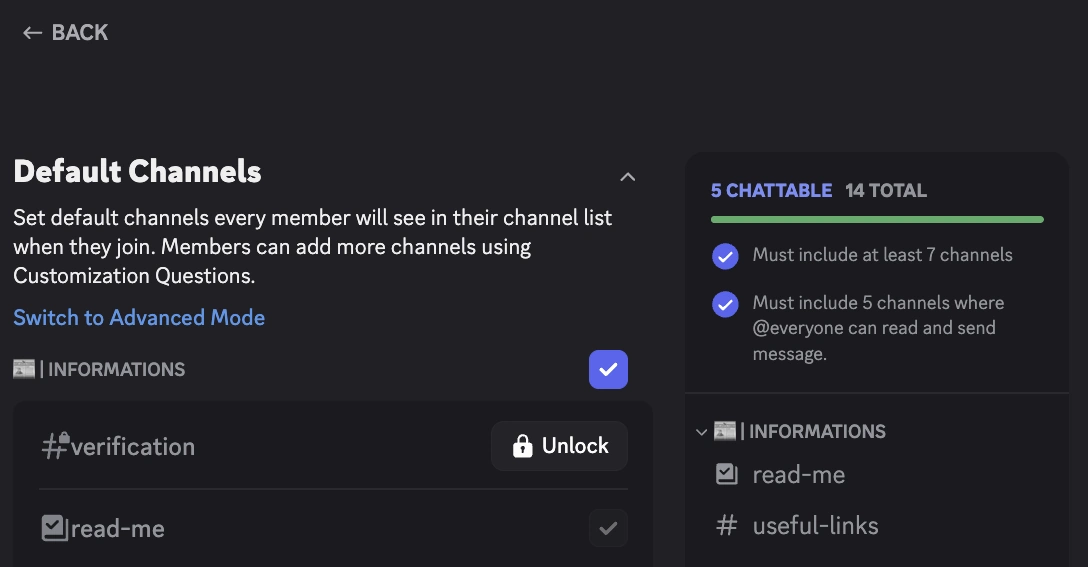 ← BACK
Default Channels
Set default channels every member will see in their channel list
when they join. Members can add more channels using
Customization Questions.
Switch to Advanced Mode
📰 | INFORMATIONS
verification
Unlock
read-me
5 CHATTABLE 14 TOTAL
Must include at least 7 channels
Must include 5 channels where
@everyone can read and send
message.
📰 | INFORMATIONS
read-me
# useful-links